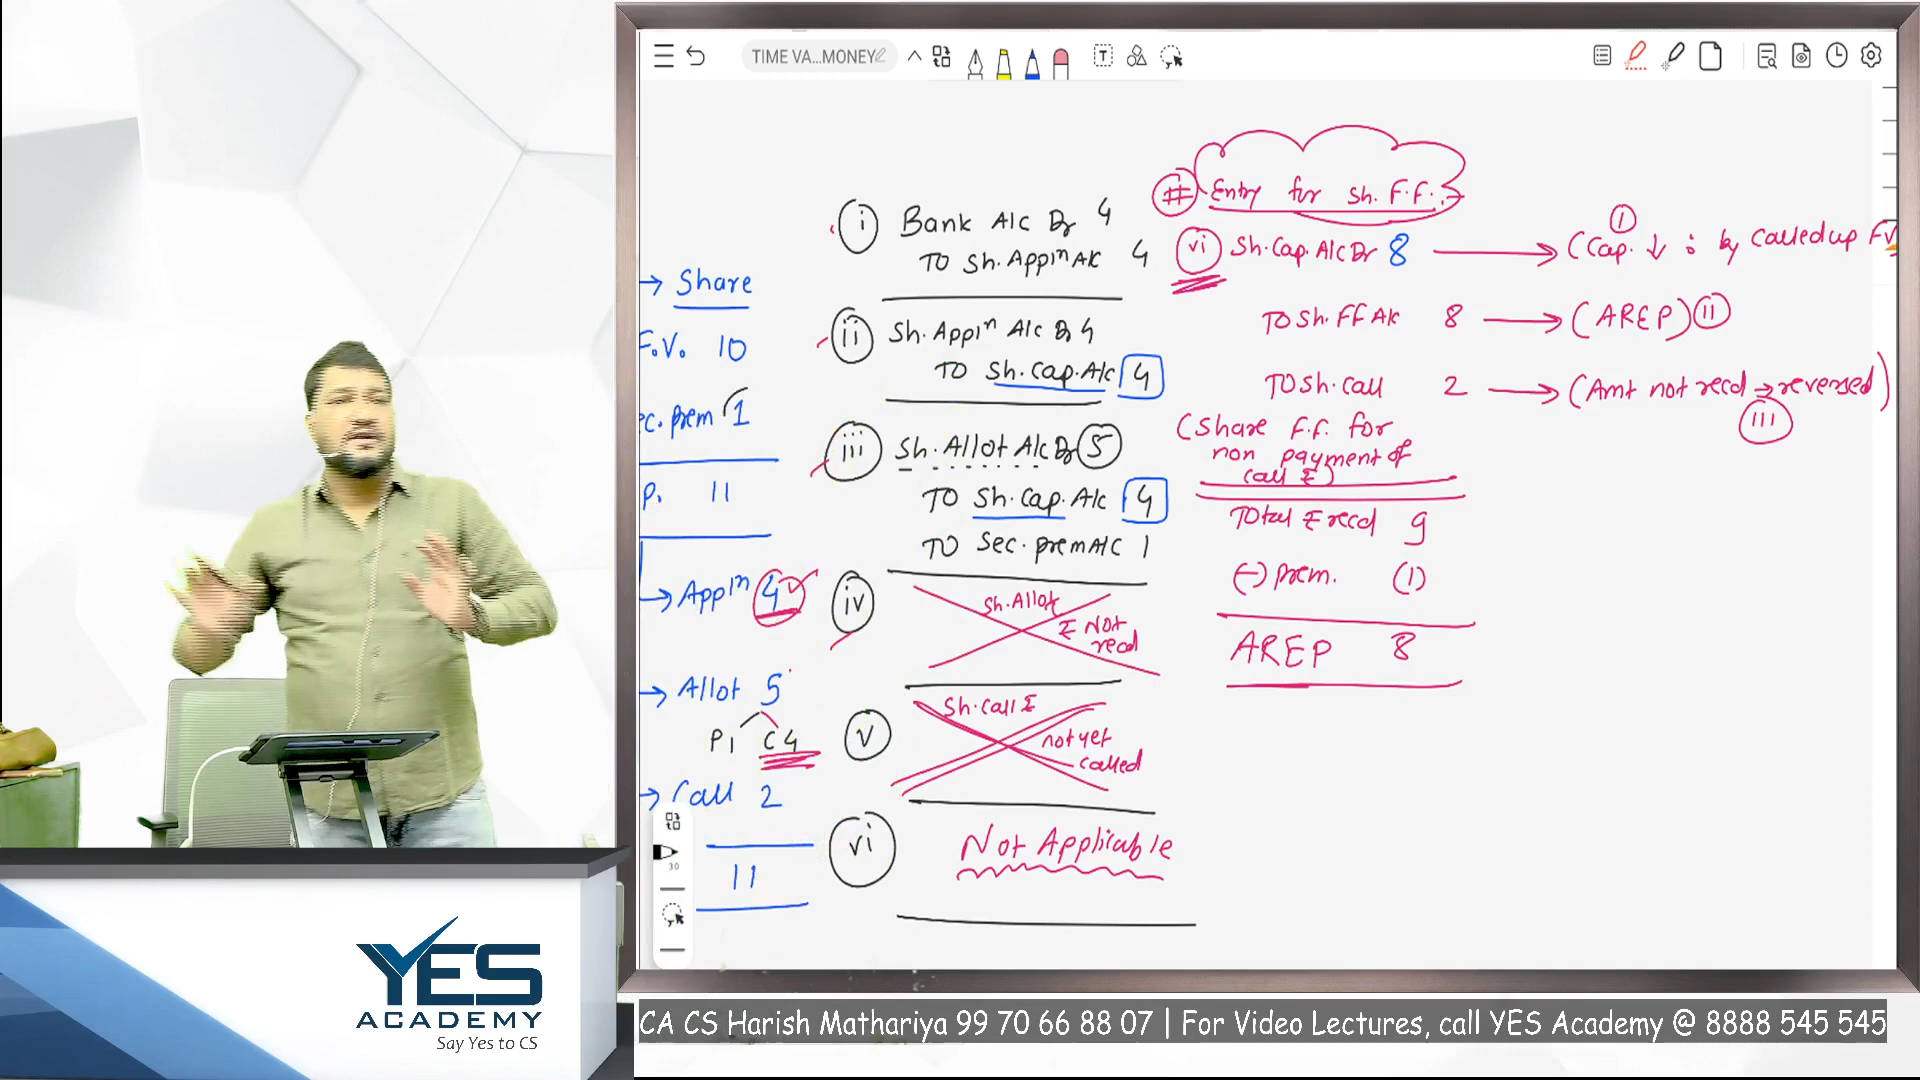 TIME VA...MONEY
# Entry for Sh. F.F.:
→ Share
F.V. 10
ec. prem 1
p. 11
→ Appln 4
→ Allot 5
P1 C4
→ Call 2
11
i Bank A/c Dr 4
TO Sh. Appln A/c 4
ii Sh. Appln A/c Dr 4
TO Sh. Cap. A/c 4
iii Sh. Allot A/c Dr 5
TO Sh. Cap. A/c 4
TO Sec. prem A/c 1
iv Sh. Allot
Σ Not
recd
v Sh. call Σ
not yet
called
vi Not Applicable
vi Sh. Cap. A/c Dr 8 → (Cap. ↓ : by Called up FV
I
TO Sh. FF A/c 8 → (AREP) II
TO Sh. call 2 → (Amt not recd → reversed)
III
(Share F.F. for
non payment of
call Σ)
Total Σ recd 9
(-) prem. (1)
AREP 8
30
YES
ACADEMY
Say Yes to CS
CA CS Harish Mathariya 99 70 66 88 07 | For Video Lectures, call YES Academy @ 8888 545 545